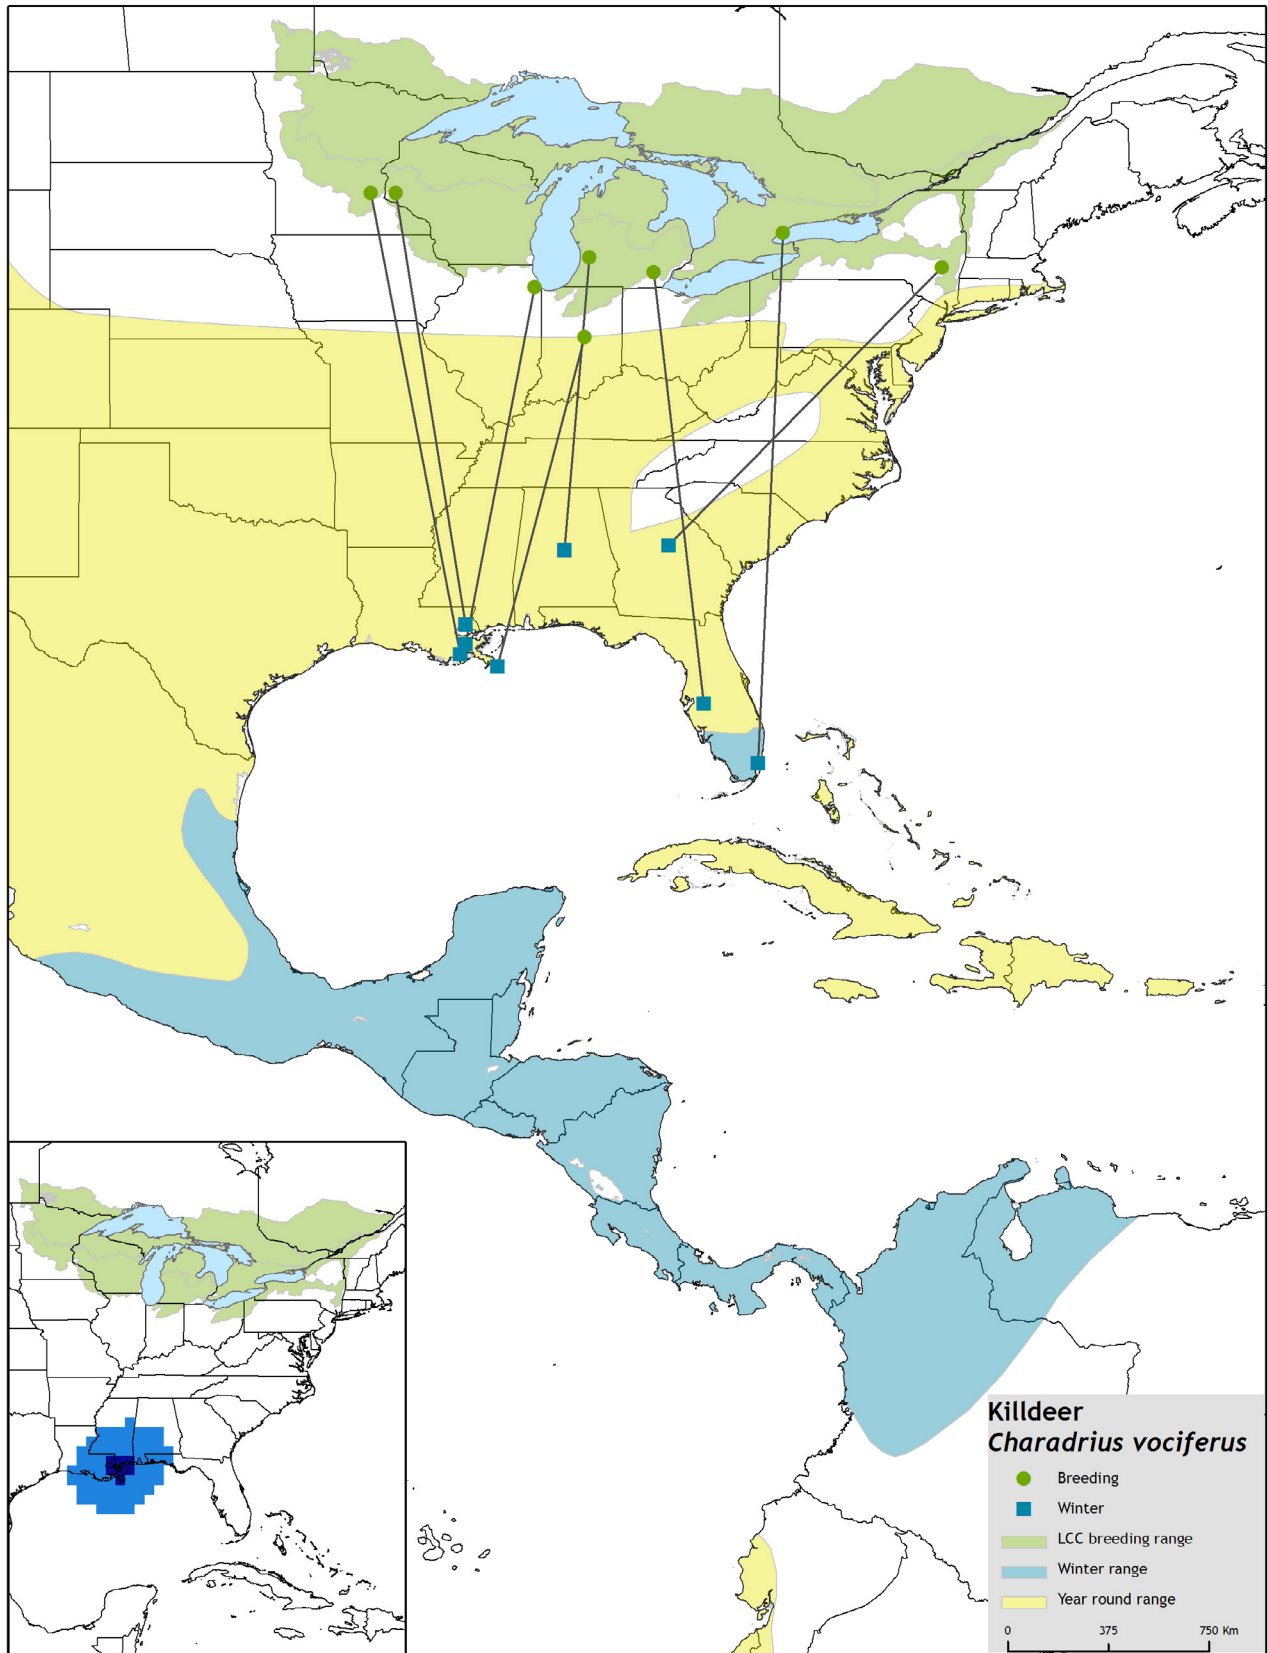 Killdeer
Charadrius vociferus
Breeding
Winter
LCC breeding range
Winter range
Year round range
0 375 750 Km